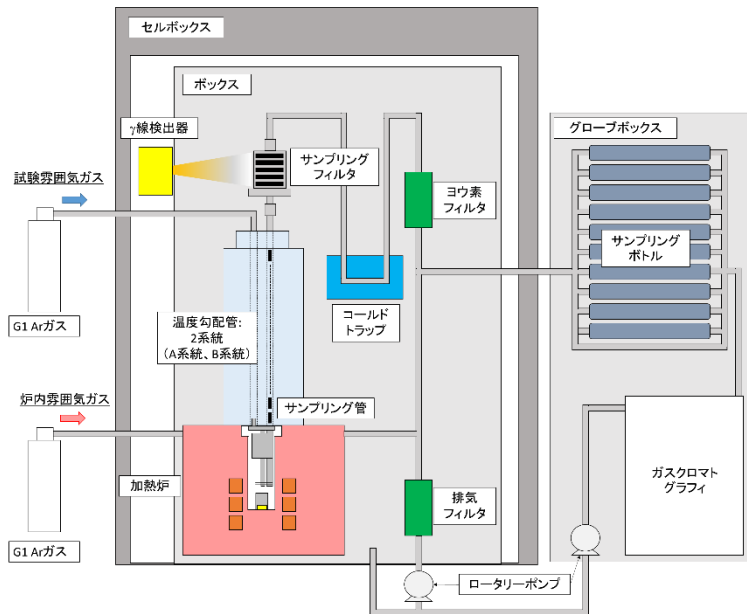 セルボックス
ボックス
γ線検出器
サンプリング
フィルタ
グローブボックス
試験雰囲気ガス
ヨウ素
フィルタ
サンプリング
ボトル
G1 Arガス
温度勾配管:
2系統
（A系統、B系統）
コールド
トラップ
炉内雰囲気ガス
サンプリング管
加熱炉
排気
フィルタ
ガスクロマト
グラフィ
G1 Arガス
ロータリーポンプ